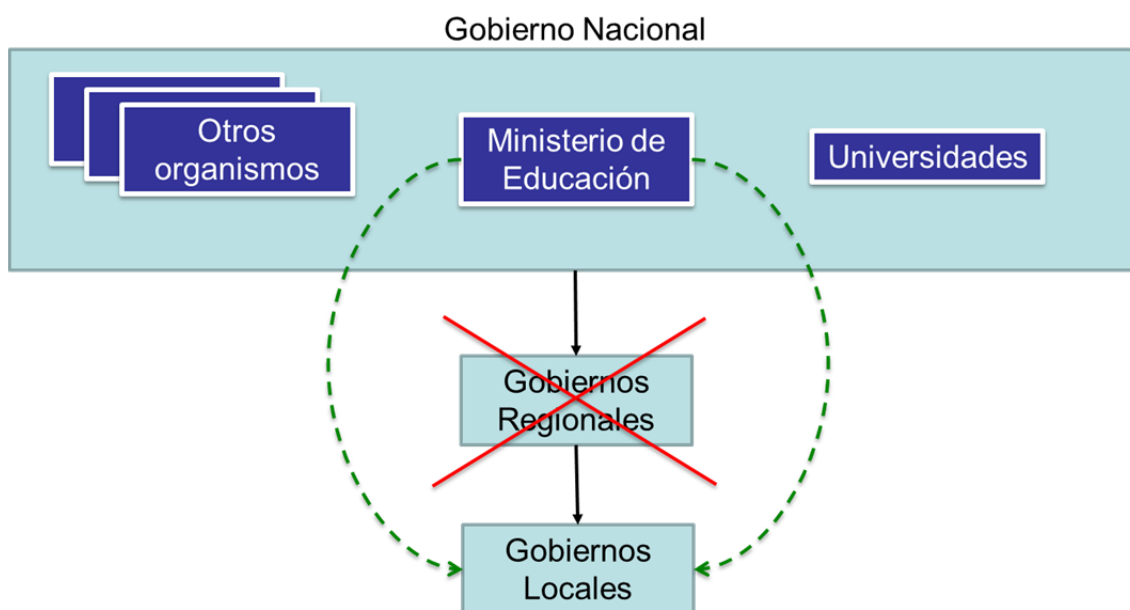 Gobierno Nacional
Otros
organismos
Ministerio de
Educación
Universidades
Gobiernos
Regionales
Gobiernos
Locales